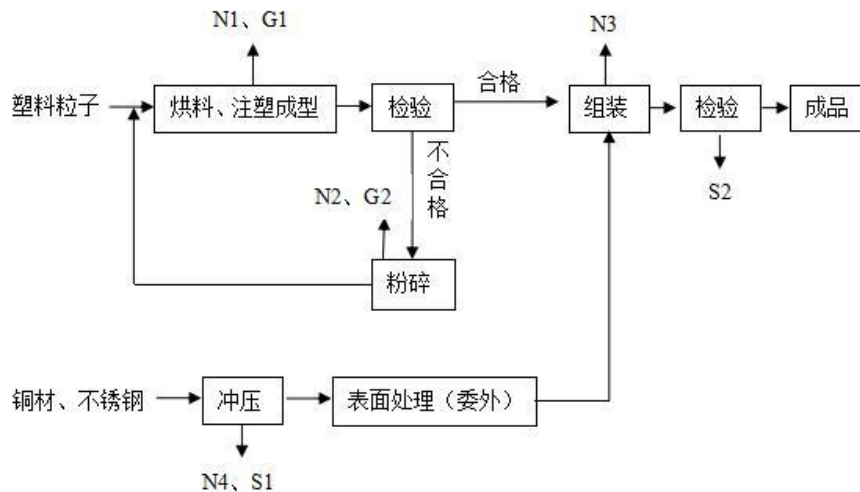 N1、G1
N3
塑料粒子
烘料、注塑成型
检验
合格
组装
检验
成品
不合格
N2、G2
S2
粉碎
铜材、不锈钢
冲压
表面处理（委外）
N4、S1